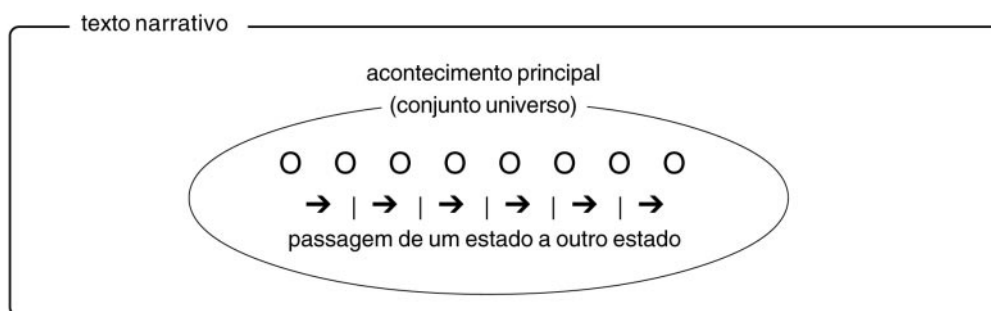 texto narrativo
acontecimento principal
(conjunto universo)
O O O O O O O O
➔ | ➔ | ➔ | ➔ | ➔ | ➔
passagem de um estado a outro estado